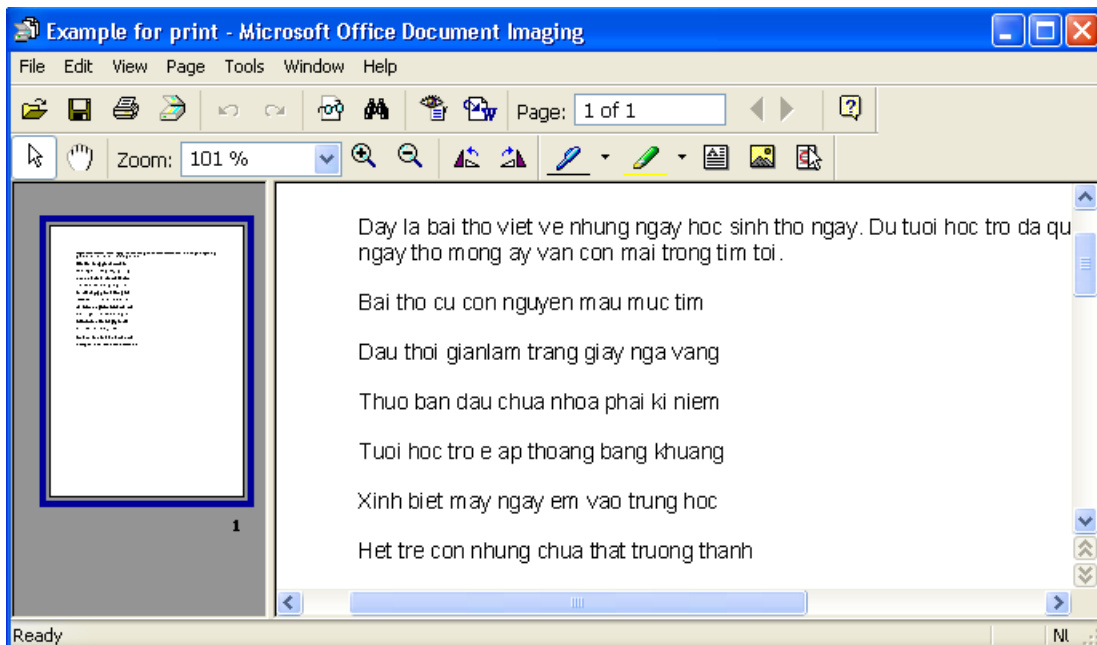 Example for print - Microsoft Office Document Imaging
File Edit View Page Tools Window Help
Page: 1 of 1
Zoom: 101 %
Day la bai tho viet ve nhung ngay hoc sinh tho ngay. Du tuoi hoc tro da qu
ngay tho mong ay van con mai trong tim toi.
Bai tho cu con nguyen mau muc tim
Dau thoi gianlam trang giay nga vang
Thuo ban dau chua nhoa phai ki niem
Tuoi hoc tro e ap thoang bang khuang
Xinh biet may ngay em vao trung hoc
Het tre con nhung chua that truong thanh
1
Ready